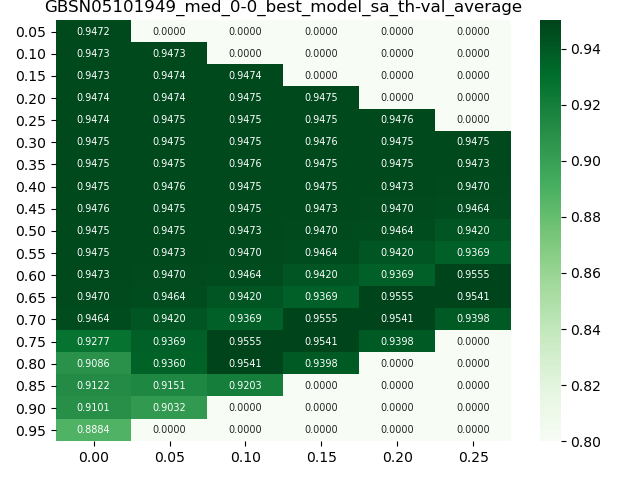 GBSN05101949_med_0-0_best_model_sa_th-val_average
0.05 0.9472 0.0000 0.0000 0.0000 0.0000 0.0000
0.10 0.9473 0.9473 0.0000 0.0000 0.0000 0.0000
0.15 0.9473 0.9474 0.9474 0.0000 0.0000 0.0000
0.20 0.9474 0.9474 0.9475 0.9475 0.0000 0.0000
0.25 0.9474 0.9475 0.9475 0.9475 0.9476 0.0000
0.30 0.9475 0.9475 0.9475 0.9476 0.9475 0.9475
0.35 0.9475 0.9475 0.9476 0.9475 0.9475 0.9473
0.40 0.9475 0.9476 0.9475 0.9475 0.9473 0.9470
0.45 0.9476 0.9475 0.9475 0.9473 0.9470 0.9464
0.50 0.9475 0.9475 0.9473 0.9470 0.9464 0.9420
0.55 0.9475 0.9473 0.9470 0.9464 0.9420 0.9369
0.60 0.9473 0.9470 0.9464 0.9420 0.9369 0.9555
0.65 0.9470 0.9464 0.9420 0.9369 0.9555 0.9541
0.70 0.9464 0.9420 0.9369 0.9555 0.9541 0.9398
0.75 0.9277 0.9369 0.9555 0.9541 0.9398 0.0000
0.80 0.9086 0.9360 0.9541 0.9398 0.0000 0.0000
0.85 0.9122 0.9151 0.9203 0.0000 0.0000 0.0000
0.90 0.9101 0.9032 0.0000 0.0000 0.0000 0.0000
0.95 0.8884 0.0000 0.0000 0.0000 0.0000 0.0000
0.00 0.05 0.10 0.15 0.20 0.25
0.94
0.92
0.90
0.88
0.86
0.84
0.82
0.80